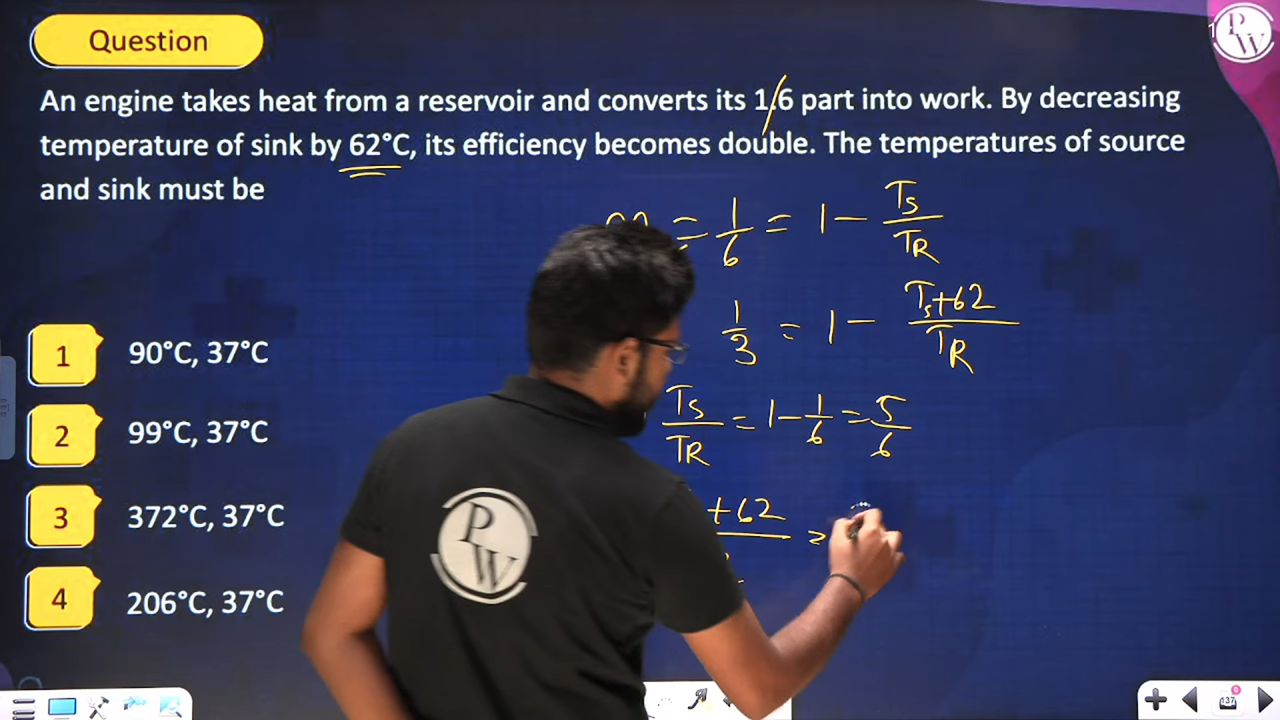 Question
An engine takes heat from a reservoir and converts its 1/6 part into work. By decreasing
temperature of sink by 62°C, its efficiency becomes double. The temperatures of source
and sink must be
= 1/6 = 1 - Ts/TR
1/3 = 1 - Ts+62/TR
Ts/TR = 1 - 1/6 = 5/6
+62
=
1 90°C, 37°C
2 99°C, 37°C
3 372°C, 37°C
4 206°C, 37°C
PW
PW
137